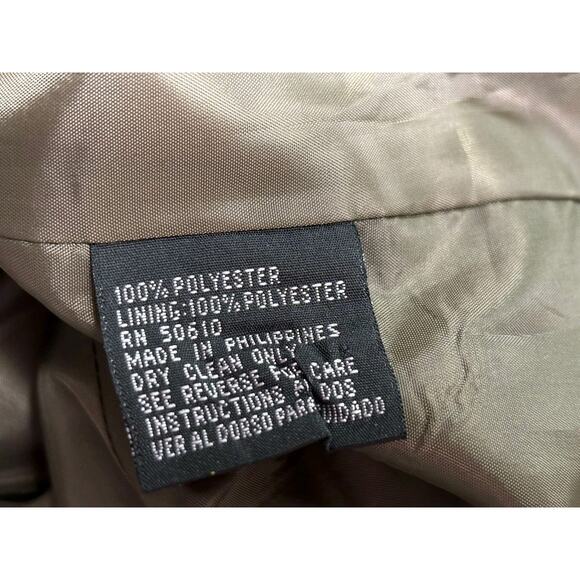 100% POLYESTER
LINING:100% POLYESTER
RN 50610
MADE IN PHILIPPINES
DRY CLEAN ONLY
SEE REVERSE FOR CARE
INSTRUCTIONS
VER AL DORSO PARA